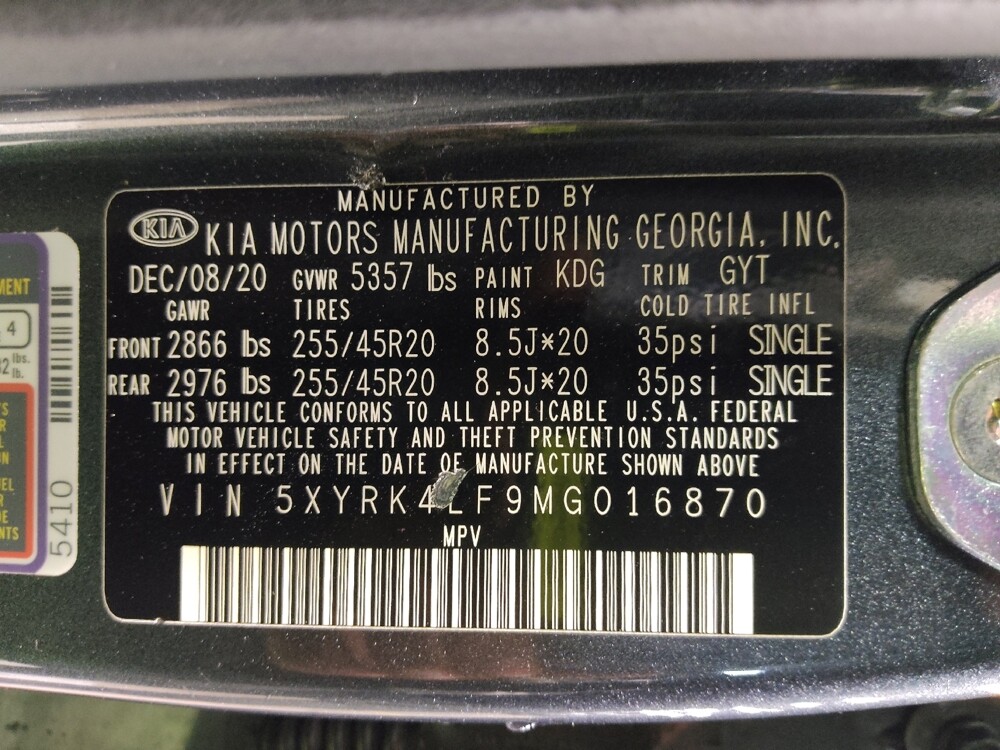 MANUFACTURED BY
KIA KIA MOTORS MANUFACTURING GEORGIA, INC.
DEC/08/20 GVWR 5357 lbs PAINT KDG TRIM GYT
GAWR TIRES RIMS COLD TIRE INFL
FRONT 2866 lbs 255/45R20 8.5J*20 35psi SINGLE
REAR 2976 lbs 255/45R20 8.5J*20 35psi SINGLE
THIS VEHICLE CONFORMS TO ALL APPLICABLE U.S.A. FEDERAL
MOTOR VEHICLE SAFETY AND THEFT PREVENTION STANDARDS
IN EFFECT ON THE DATE OF MANUFACTURE SHOWN ABOVE
VIN 5XYRK4LF9MG016870
MPV
4
lbs.
lb.
5410